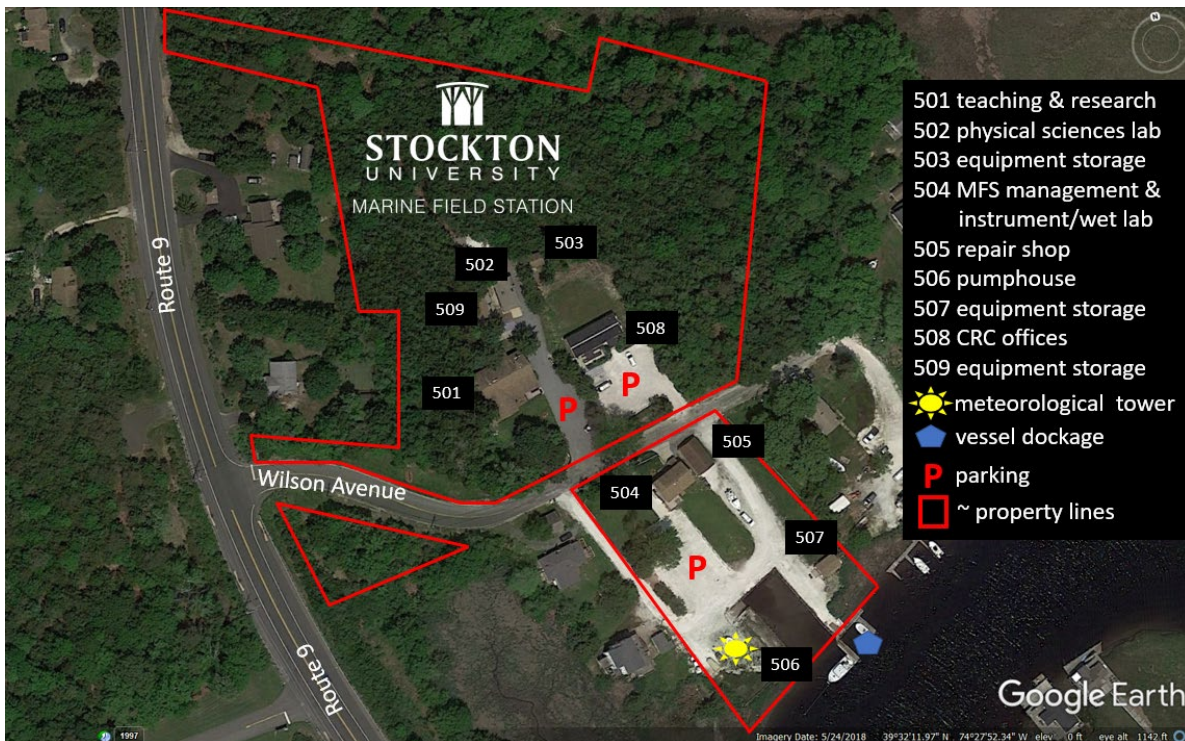 STOCKTON
UNIVERSITY
MARINE FIELD STATION
501 teaching & research
502 physical sciences lab
503 equipment storage
504 MFS management &
instrument/wet lab
505 repair shop
506 pumphouse
507 equipment storage
508 CRC offices
509 equipment storage
meteorological tower
vessel dockage
P parking
~ property lines
Route 9
503
502
509
508
501
P
P
505
Wilson Avenue
504
507
P
506
Route 9
Google Earth
1997
Imagery Date: 5/24/2018 39°32'11.97" N 74°27'52.34" W elev 0 ft eye alt 1142 ft
N